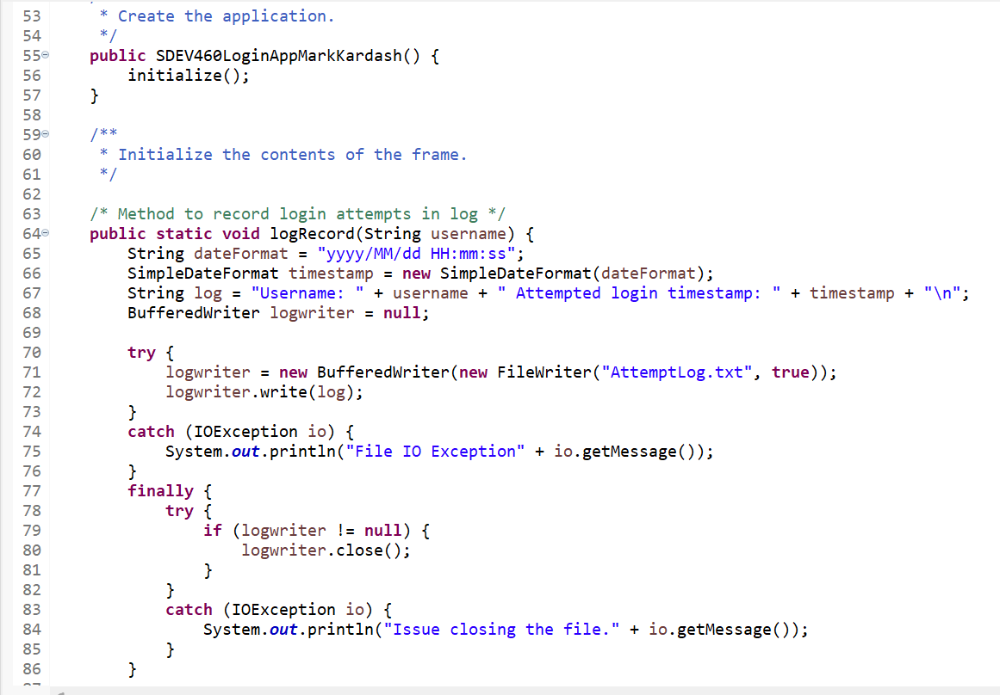 53 * Create the application.
54 */
55 public SDEV460LoginAppMarkKardash() {
56 initialize();
57 }
58
59 /**
60 * Initialize the contents of the frame.
61 */
62
63 /* Method to record login attempts in log */
64 public static void logRecord(String username) {
65 String dateFormat = "yyyy/MM/dd HH:mm:ss";
66 SimpleDateFormat timestamp = new SimpleDateFormat(dateFormat);
67 String log = "Username: " + username + " Attempted login timestamp: " + timestamp + "\n";
68 BufferedWriter logwriter = null;
69
70 try {
71 logwriter = new BufferedWriter(new FileWriter("AttemptLog.txt", true));
72 logwriter.write(log);
73 }
74 catch (IOException io) {
75 System.out.println("File IO Exception" + io.getMessage());
76 }
77 finally {
78 try {
79 if (logwriter != null) {
80 logwriter.close();
81 }
82 }
83 catch (IOException io) {
84 System.out.println("Issue closing the file." + io.getMessage());
85 }
86 }